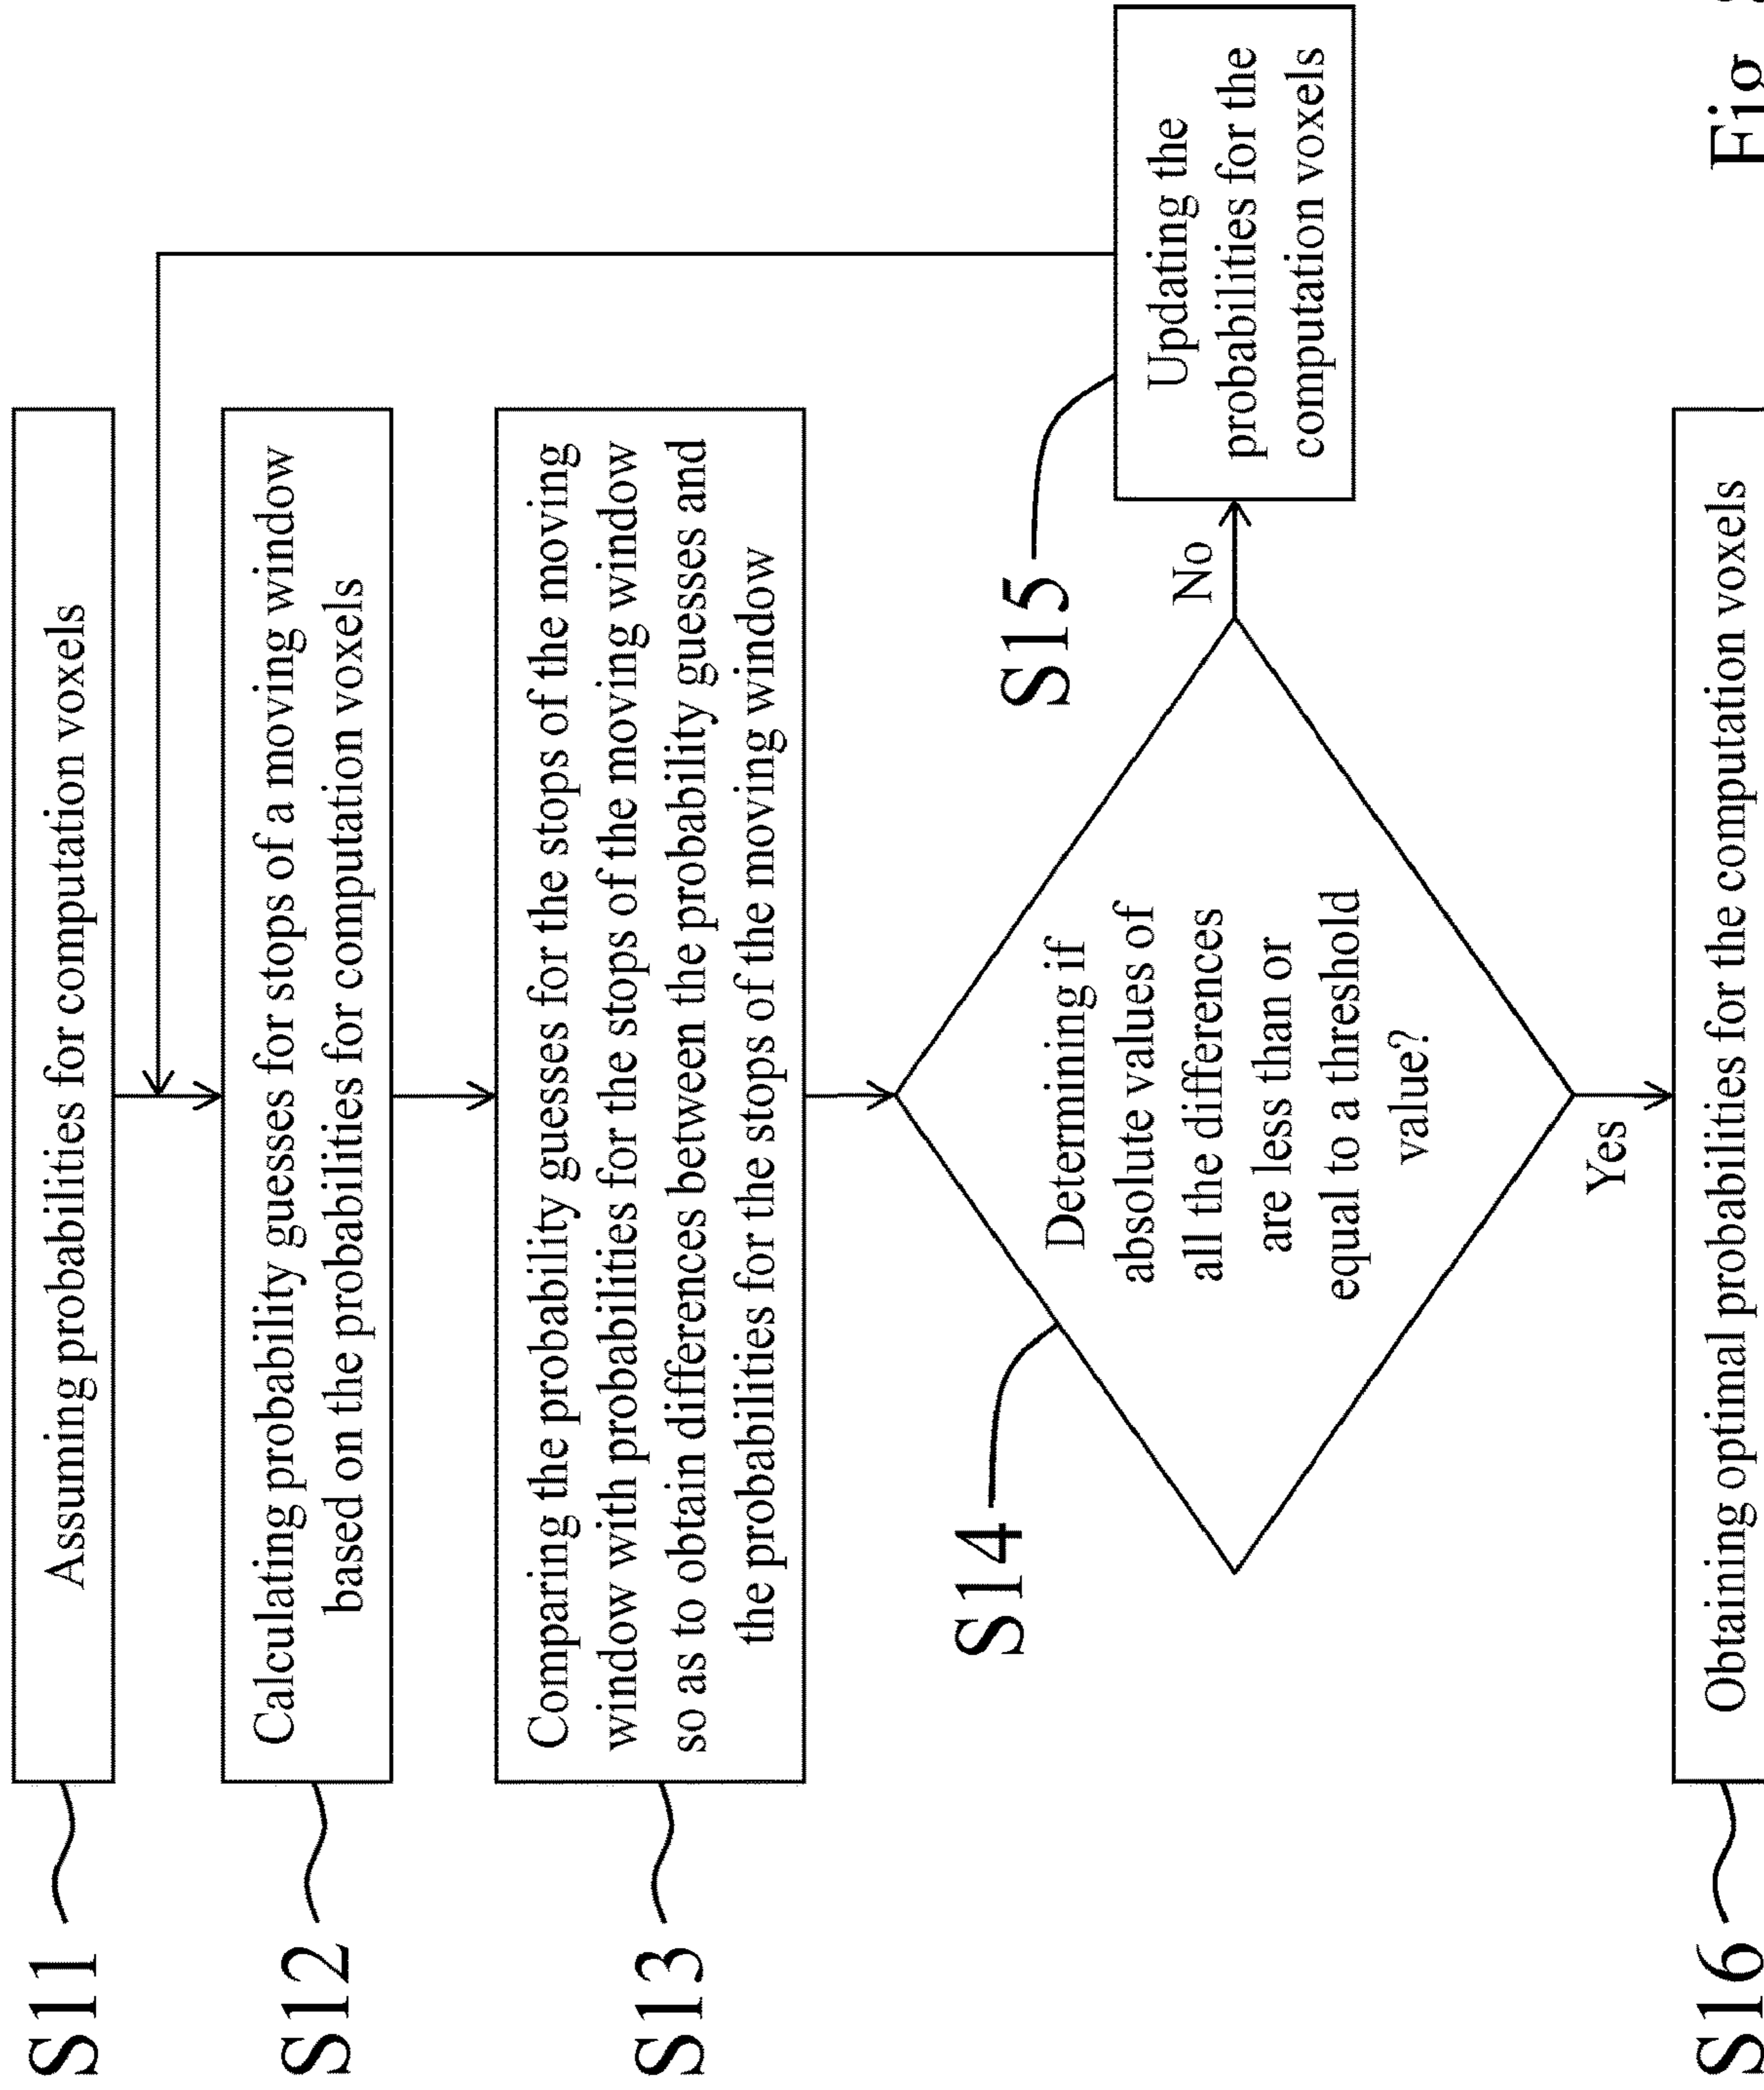 S11
Assuming probabilities for computation voxels
S12
Calculating probability guesses for stops of a moving window
based on the probabilities for computation voxels
S13
Comparing the probability guesses for the stops of the moving
window with probabilities for the stops of the moving window
so as to obtain differences between the probability guesses and
the probabilities for the stops of the moving window
S14
Determining if
absolute values of
all the differences
are less than or
equal to a threshold
value?
S15
No
Updating the
probabilities for the
computation voxels
Yes
S16
Obtaining optimal probabilities for the computation voxels
Fig